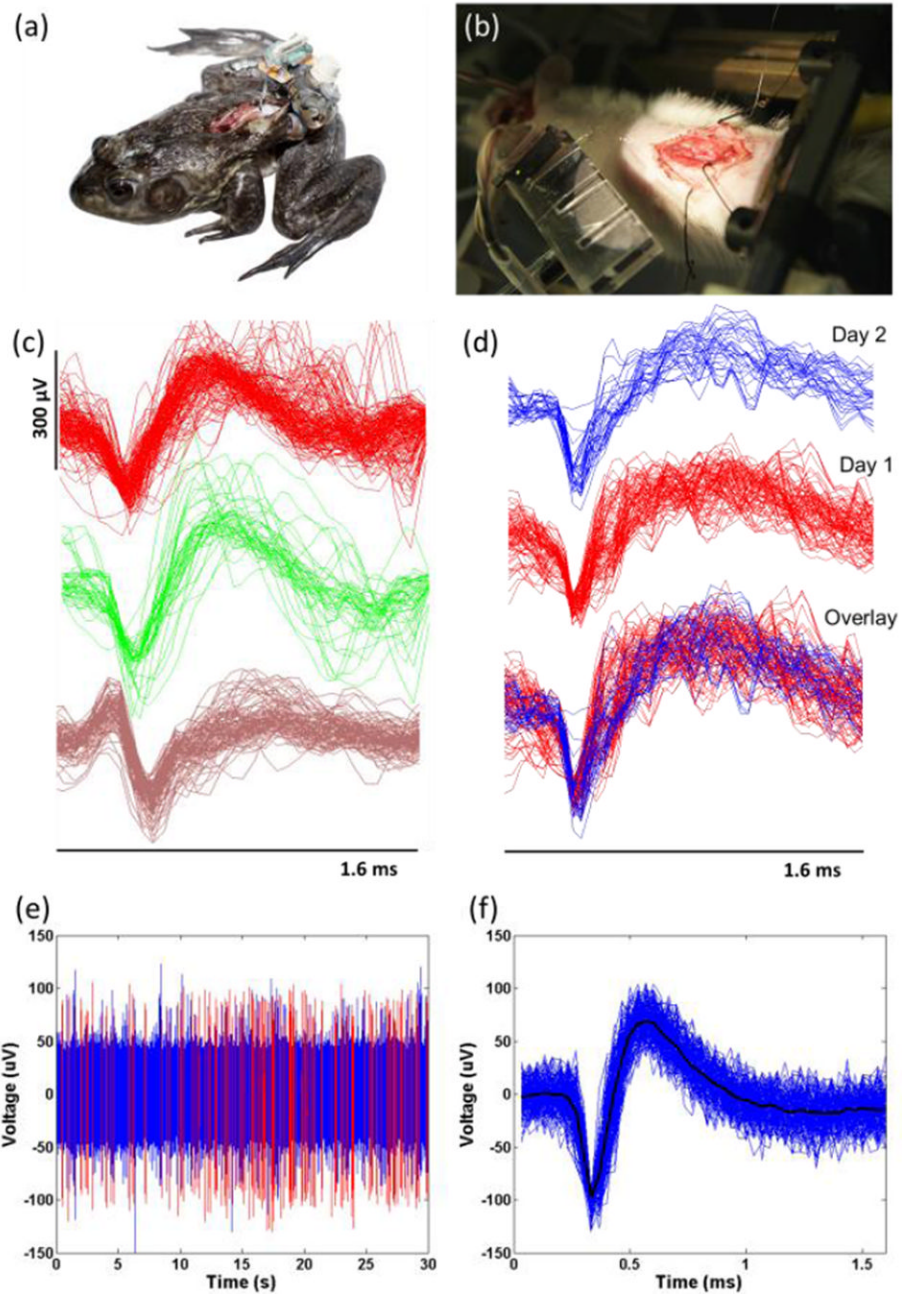 (a)
(b)
(c)
300 µV
1.6 ms
(d)
Day 2
Day 1
Overlay
1.6 ms
(e)
150
100
50
0
-50
-100
-150
Voltage (uV)
0 5 10 15 20 25 30
Time (s)
(f)
150
100
50
0
-50
-100
-150
Voltage (uV)
0 0.5 1 1.5
Time (ms)